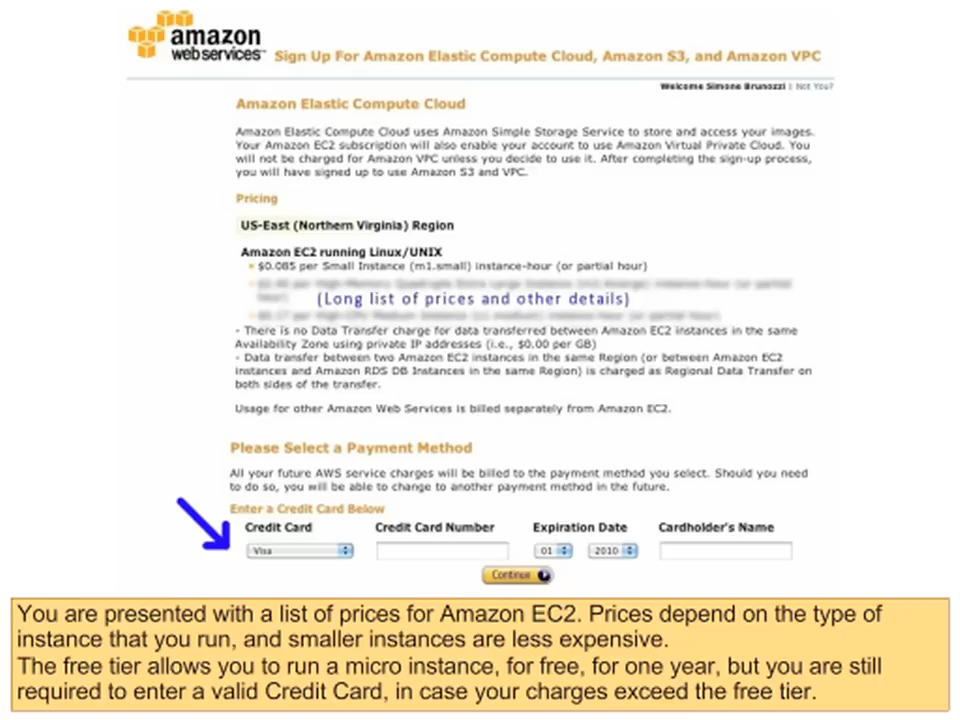 amazon
webservices™
Sign Up For Amazon Elastic Compute Cloud, Amazon S3, and Amazon VPC
Welcome Simone Brunozzi | Not You?
Amazon Elastic Compute Cloud
Amazon Elastic Compute Cloud uses Amazon Simple Storage Service to store and access your images.
Your Amazon EC2 subscription will also enable your account to use Amazon Virtual Private Cloud. You
will not be charged for Amazon VPC unless you decide to use it. After completing the sign-up process,
you will have signed up to use Amazon S3 and VPC.
Pricing
US-East (Northern Virginia) Region
Amazon EC2 running Linux/UNIX
$0.085 per Small Instance (m1.small) instance-hour (or partial hour)
(Long list of prices and other details)
- There is no Data Transfer charge for data transferred between Amazon EC2 instances in the same
Availability Zone using private IP addresses (i.e., $0.00 per GB)
- Data transfer between two Amazon EC2 instances in the same Region (or between Amazon EC2
instances and Amazon RDS DB Instances in the same Region) is charged as Regional Data Transfer on
both sides of the transfer.
Usage for other Amazon Web Services is billed separately from Amazon EC2.
Please Select a Payment Method
All your future AWS service charges will be billed to the payment method you select. Should you need
to do so, you will be able to change to another payment method in the future.
Enter a Credit Card Below
Credit Card Credit Card Number Expiration Date Cardholder's Name
Visa 01 2010
Continue
You are presented with a list of prices for Amazon EC2. Prices depend on the type of
instance that you run, and smaller instances are less expensive.
The free tier allows you to run a micro instance, for free, for one year, but you are still
required to enter a valid Credit Card, in case your charges exceed the free tier.